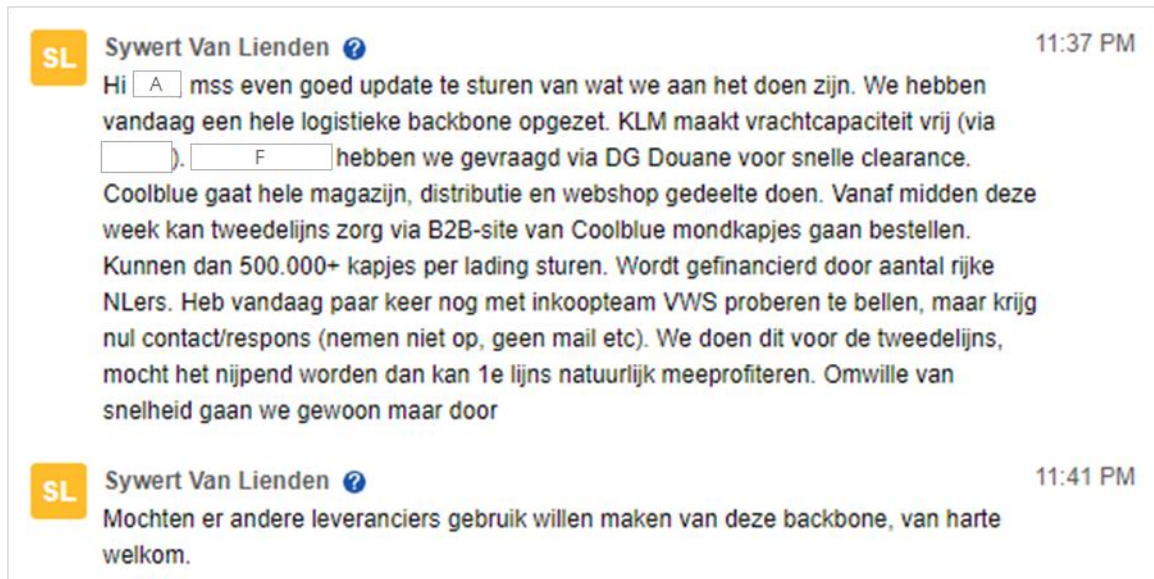 SL Sywert Van Lienden ? 11:37 PM
Hi A mss even goed update te sturen van wat we aan het doen zijn. We hebben
vandaag een hele logistieke backbone opgezet. KLM maakt vrachtcapaciteit vrij (via
). F hebben we gevraagd via DG Douane voor snelle clearance.
Coolblue gaat hele magazijn, distributie en webshop gedeelte doen. Vanaf midden deze
week kan tweedelijns zorg via B2B-site van Coolblue mondkapjes gaan bestellen.
Kunnen dan 500.000+ kapjes per lading sturen. Wordt gefinancierd door aantal rijke
NLers. Heb vandaag paar keer nog met inkoopteam VWS proberen te bellen, maar krijg
nul contact/respons (nemen niet op, geen mail etc). We doen dit voor de tweedelijns,
mocht het nijpend worden dan kan 1e lijns natuurlijk meeprofiteren. Omwille van
snelheid gaan we gewoon maar door
SL Sywert Van Lienden ? 11:41 PM
Mochten er andere leveranciers gebruik willen maken van deze backbone, van harte
welkom.